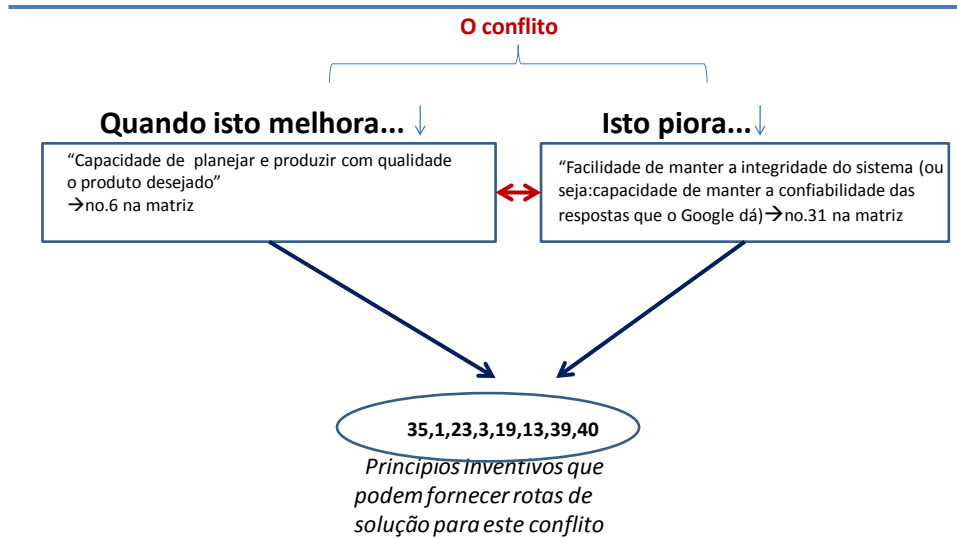 O conflito
Quando isto melhora...
Isto piora...
“Capacidade de planejar e produzir com qualidade
o produto desejado”
→no.6 na matriz
“Facilidade de manter a integridade do sistema (ou
seja:capacidade de manter a confiabilidade das
respostas que o Google dá)→no.31 na matriz
35,1,23,3,19,13,39,40
Princípios Inventivos que
podem fornecer rotas de
solução para este conflito